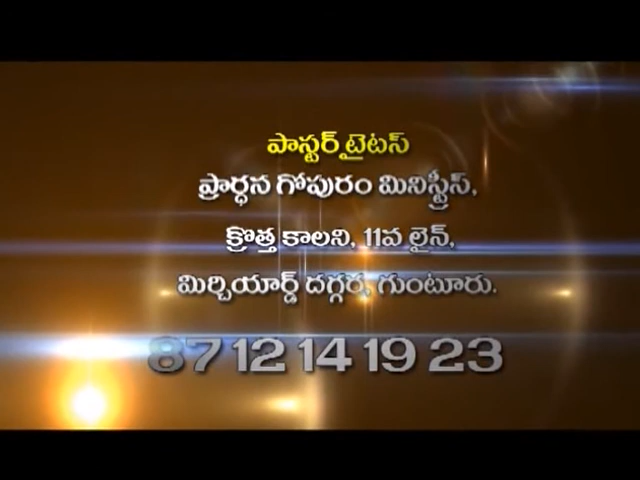 పాస్టర్ టైటస్
ప్రార్ధన గోపురం మినిస్ట్రీస్,
క్రొత్త కాలని, 11వ లైన్,
మిర్చియార్డ్ దగ్గర, గుంటూరు.
87 12 14 19 23